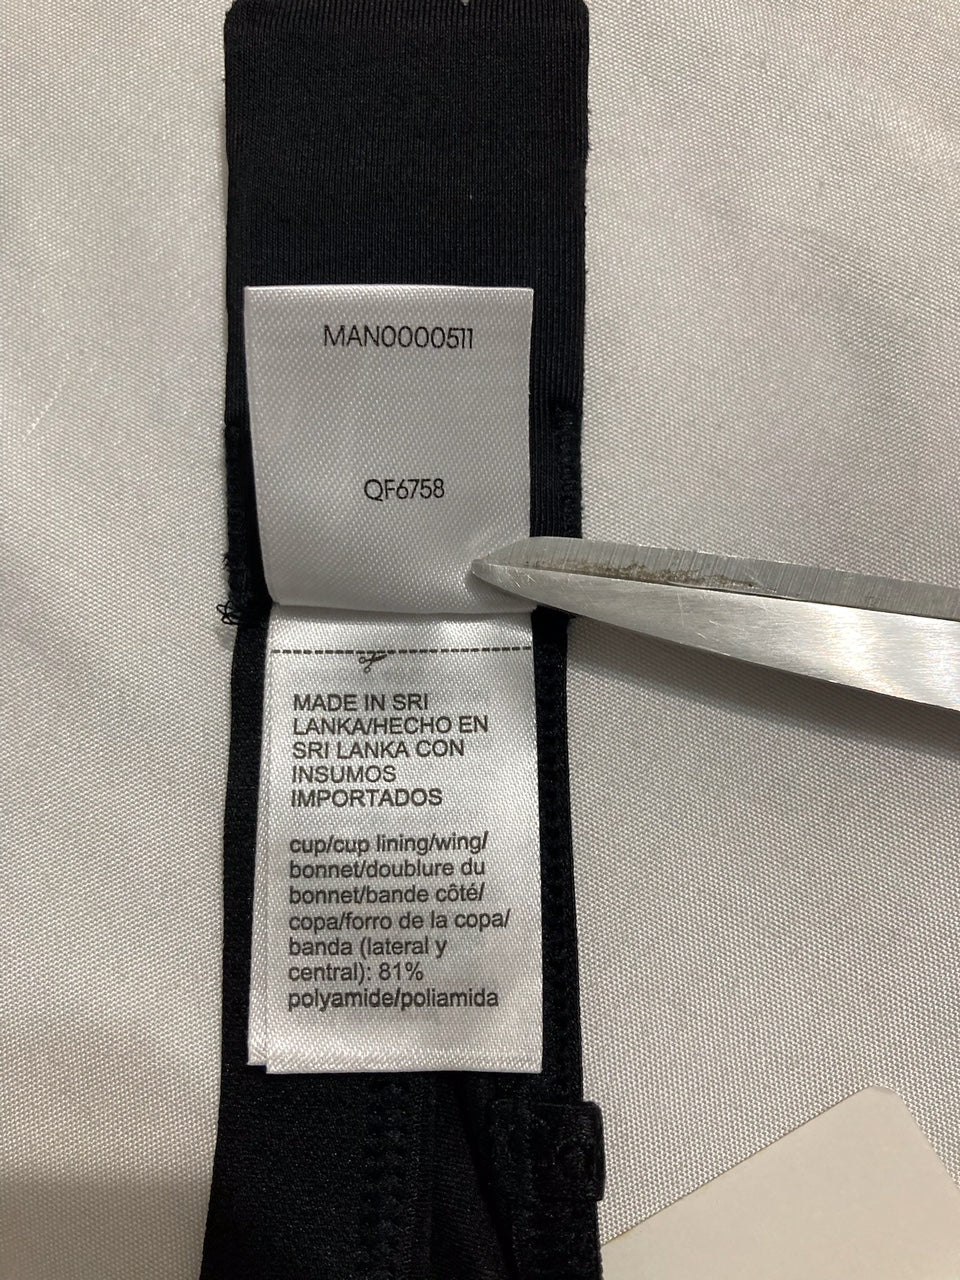 MAN0000511
QF6758
MADE IN SRI
LANKA/HECHO EN
SRI LANKA CON
INSUMOS
IMPORTADOS
cup/cup lining/wing/
bonnet/doublure du
bonnet/bande côté/
copa/forro de la copa/
banda (lateral y
central): 81%
polyamide/poliamida